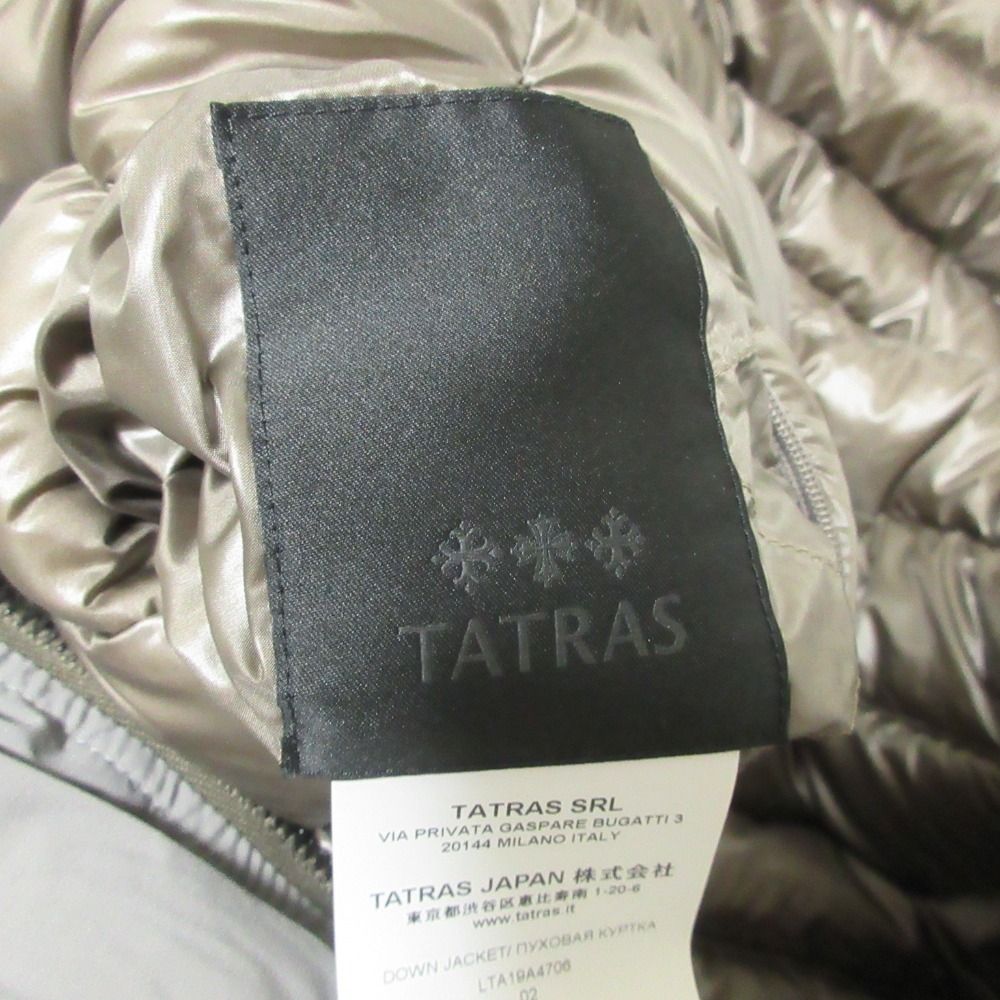 TATRAS
TATRAS SRL
VIA PRIVATA GASPARE BUGATTI 3
20144 MILANO ITALY
TATRAS JAPAN 株式会社
東京都渋谷区恵比寿南 1-20-6
www.tatras.it
DOWN JACKET/ ПУХОВАЯ КУРТКА
LTA19A4706
02